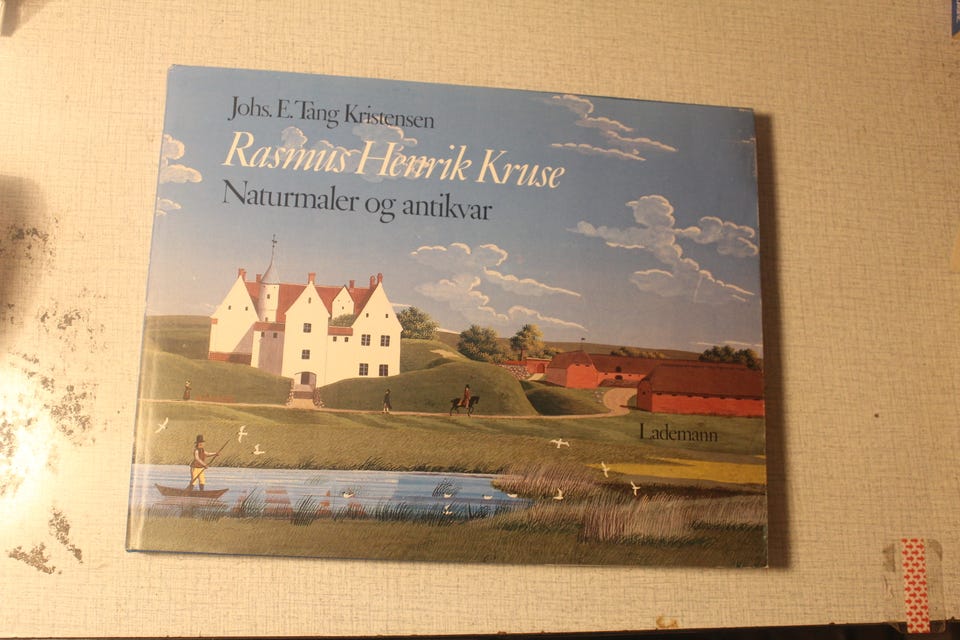 Johs. E. Tang Kristensen
Rasmus Henrik Kruse
Naturmaler og antikvar
Lademann